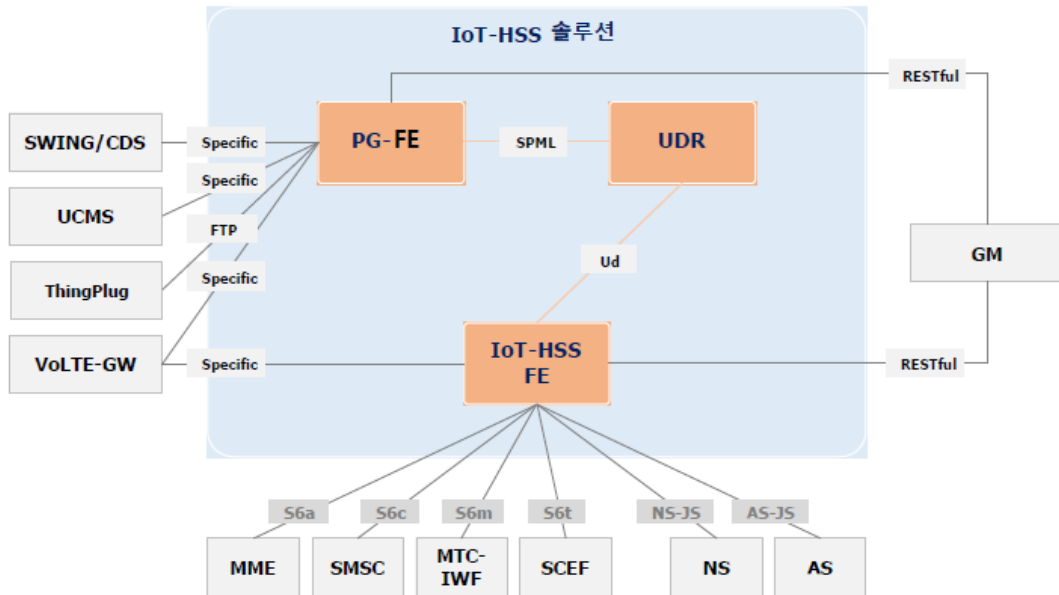 IoT-HSS 솔루션
RESTful
PG-FE
SPML
UDR
SWING/CDS
Specific
Specific
UCMS
FTP
ThingPlug
Specific
Ud
GM
VoLTE-GW
Specific
IoT-HSS
FE
RESTful
S6a
S6c
S6m
S6t
NS-JS
AS-JS
MME
SMSC
MTC-
IWF
SCEF
NS
AS